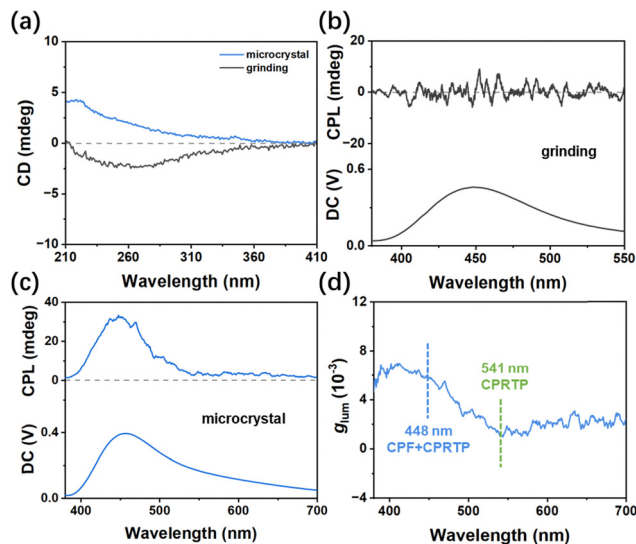 (a)
microcrystal
grinding
CD (mdeg)
10
5
0
−5
−10
210
260
310
360
410
Wavelength (nm)
(b)
CPL (mdeg)
20
0
−20
grinding
DC (V)
0.6
0.0
400
450
500
550
Wavelength (nm)
(c)
CPL (mdeg)
40
20
0
microcrystal
DC (V)
0.4
0.0
400
500
600
700
Wavelength (nm)
(d)
glum (10-3)
12
8
4
0
−4
541 nm
CPRTP
448 nm
CPF+CPRTP
400
500
600
700
Wavelength (nm)